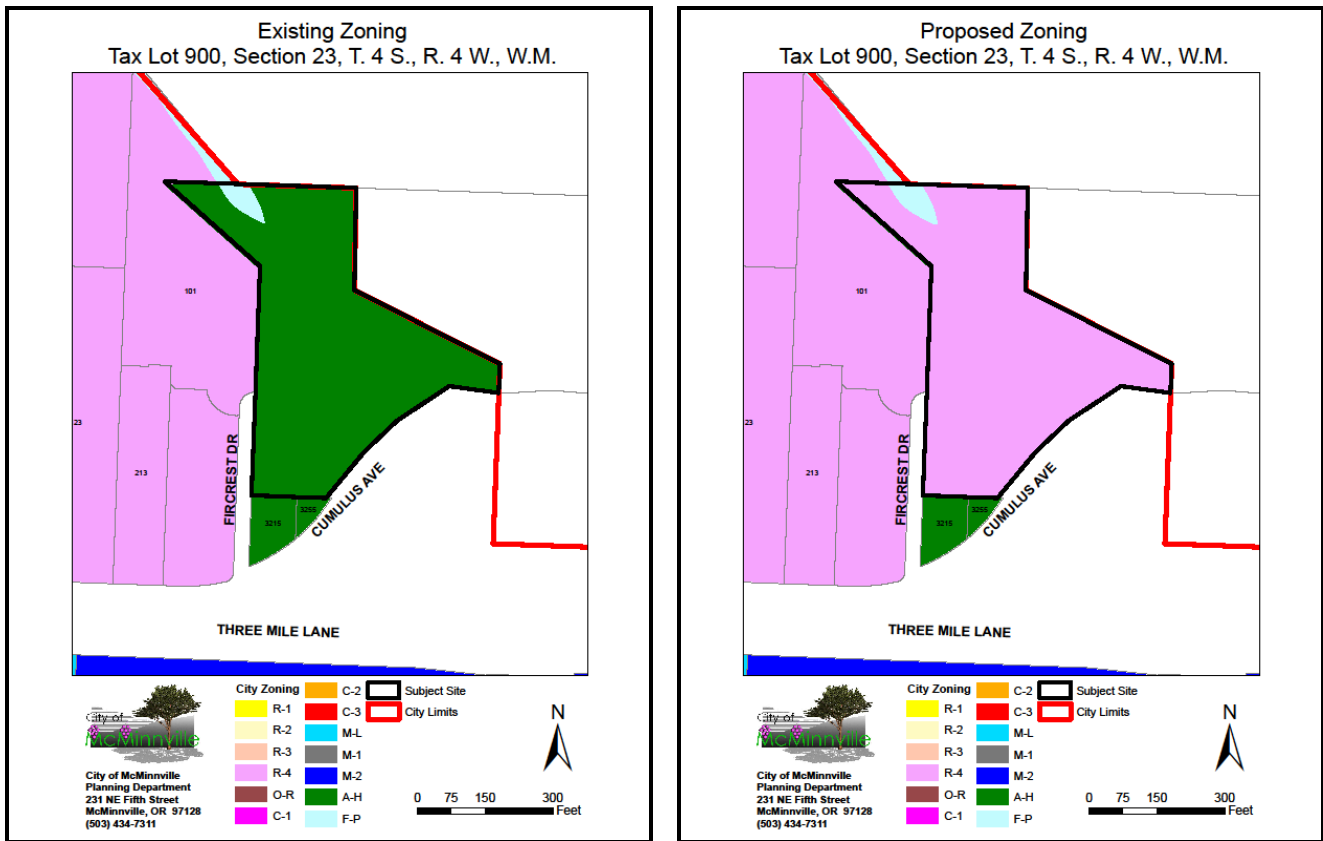 Existing Zoning
Tax Lot 900, Section 23, T. 4 S., R. 4 W., W.M.
101
23
213
FIRCREST DR
CUMULUS AVE
3215
3255
THREE MILE LANE
City of
McMinnville
City of McMinnville
Planning Department
231 NE Fifth Street
McMinnville, OR 97128
(503) 434-7311
City Zoning
R-1
R-2
R-3
R-4
O-R
C-1
C-2
C-3
M-L
M-1
M-2
A-H
F-P
Subject Site
City Limits
N
0 75 150 300
Feet
Proposed Zoning
Tax Lot 900, Section 23, T. 4 S., R. 4 W., W.M.
101
23
213
FIRCREST DR
CUMULUS AVE
3215
3255
THREE MILE LANE
City of
McMinnville
City of McMinnville
Planning Department
231 NE Fifth Street
McMinnville, OR 97128
(503) 434-7311
City Zoning
R-1
R-2
R-3
R-4
O-R
C-1
C-2
C-3
M-L
M-1
M-2
A-H
F-P
Subject Site
City Limits
N
0 75 150 300
Feet